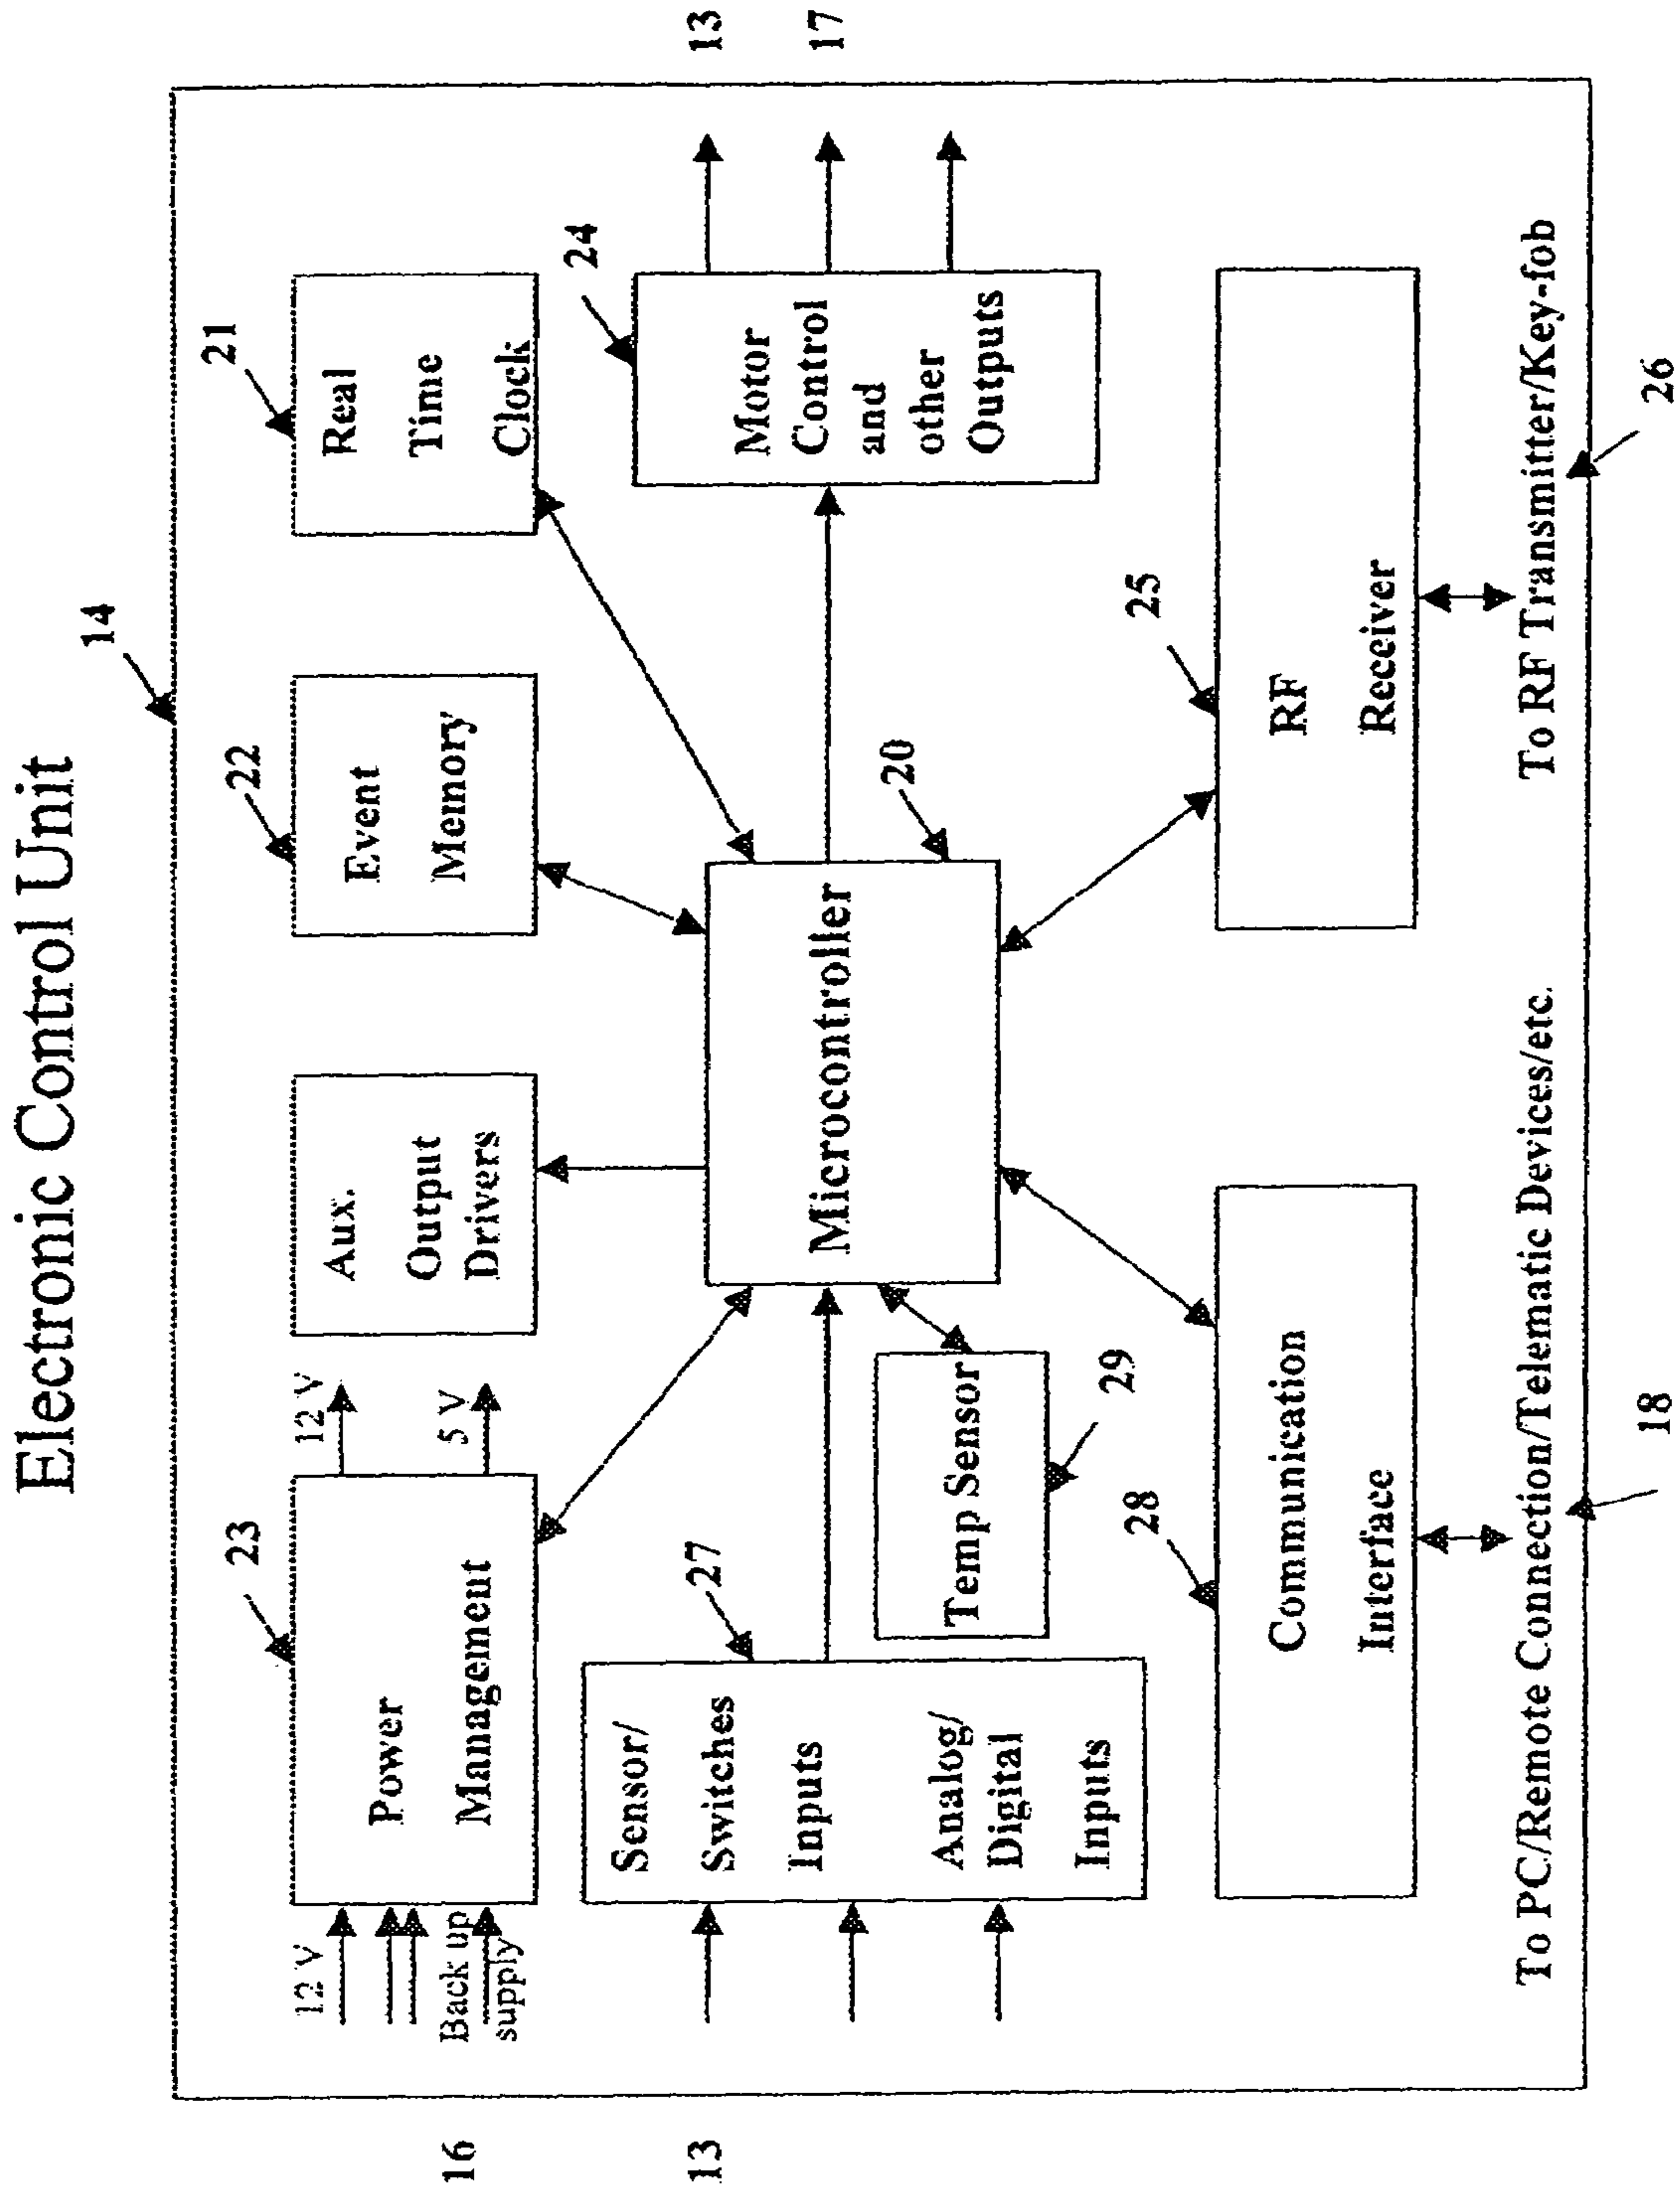 Electronic Control Unit
14
23
22
21
12 V
12 V
Power
Management
5 V
Back up
supply
16
Aux.
Output
Drivers
Event
Memory
Real
Time
Clock
24
13
17
Motor
Control
and
other
Outputs
13
Sensor/
Switches
Inputs
Analog/
Digital
Inputs
27
Microcontroller
20
Temp Sensor
29
28
25
Communication
Interface
RF
Receiver
To PC/Remote Connection/Telematic Devices/etc.
To RF Transmitter/Key-fob
18
26